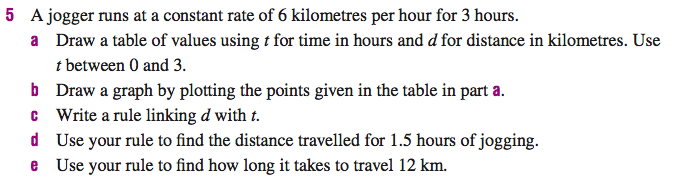 5 A jogger runs at a constant rate of 6 kilometres per hour for 3 hours.
a Draw a table of values using t for time in hours and d for distance in kilometres. Use
t between 0 and 3.
b Draw a graph by plotting the points given in the table in part a.
c Write a rule linking d with t.
d Use your rule to find the distance travelled for 1.5 hours of jogging.
e Use your rule to find how long it takes to travel 12 km.